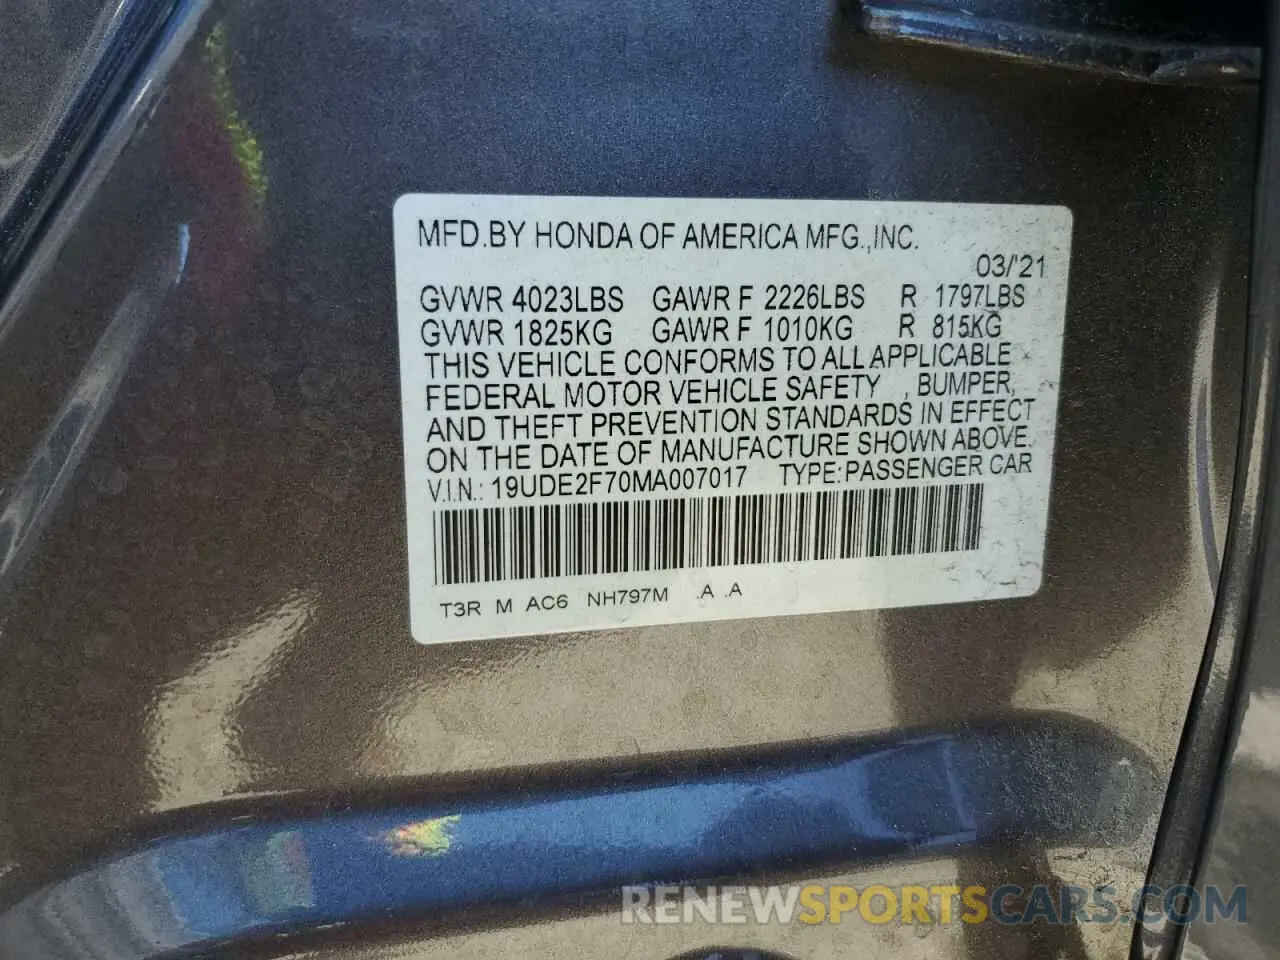 MFD.BY HONDA OF AMERICA MFG.,INC.
03/'21
GVWR 4023LBS GAWR F 2226LBS R 1797LBS
GVWR 1825KG GAWR F 1010KG R 815KG
THIS VEHICLE CONFORMS TO ALL APPLICABLE
FEDERAL MOTOR VEHICLE SAFETY , BUMPER,
AND THEFT PREVENTION STANDARDS IN EFFECT
ON THE DATE OF MANUFACTURE SHOWN ABOVE.
V.I.N.: 19UDE2F70MA007017 TYPE:PASSENGER CAR
T3R M AC6 NH797M .A .A
RENEWSPORTSCARS.COM